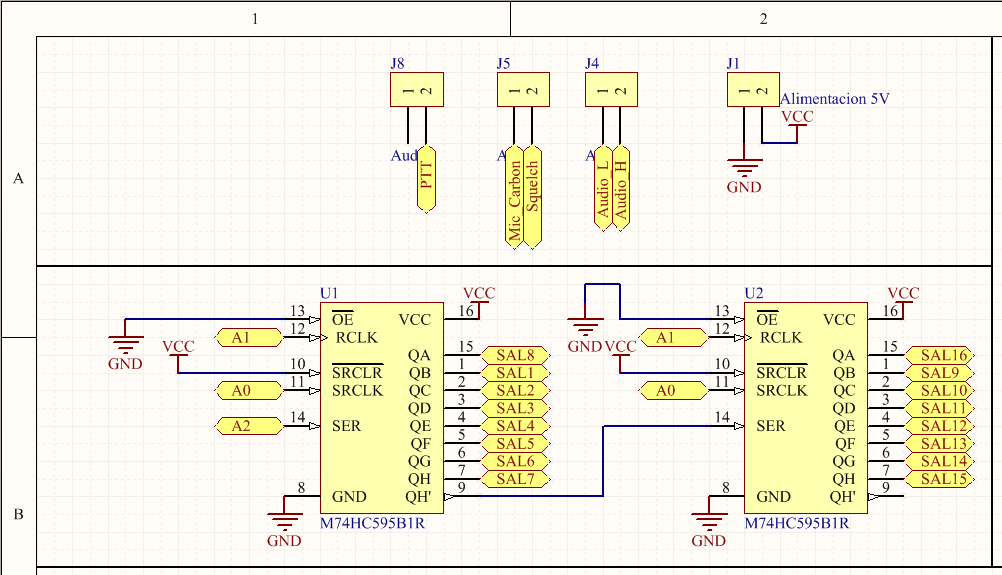 1
2
J8
J5
J4
J1
1 2
1 2
1 2
1 2
Alimentacion 5V
VCC
Aud
PTT
A
Mic_Carbon
Squelch
A
Audio_L
Audio_H
GND
A
U1
U2
GND
A1
VCC
A0
A2
GND
13
12
10
11
14
8
OE
RCLK
SRCLR
SRCLK
SER
GND
VCC
QA
QB
QC
QD
QE
QF
QG
QH
QH'
16
15
1
2
3
4
5
6
7
9
VCC
SAL8
SAL1
SAL2
SAL3
SAL4
SAL5
SAL6
SAL7
M74HC595B1R
GND
A1
VCC
A0
GND
13
12
10
11
14
8
OE
RCLK
SRCLR
SRCLK
SER
GND
VCC
QA
QB
QC
QD
QE
QF
QG
QH
QH'
16
15
1
2
3
4
5
6
7
9
VCC
SAL16
SAL9
SAL10
SAL11
SAL12
SAL13
SAL14
SAL15
M74HC595B1R
B